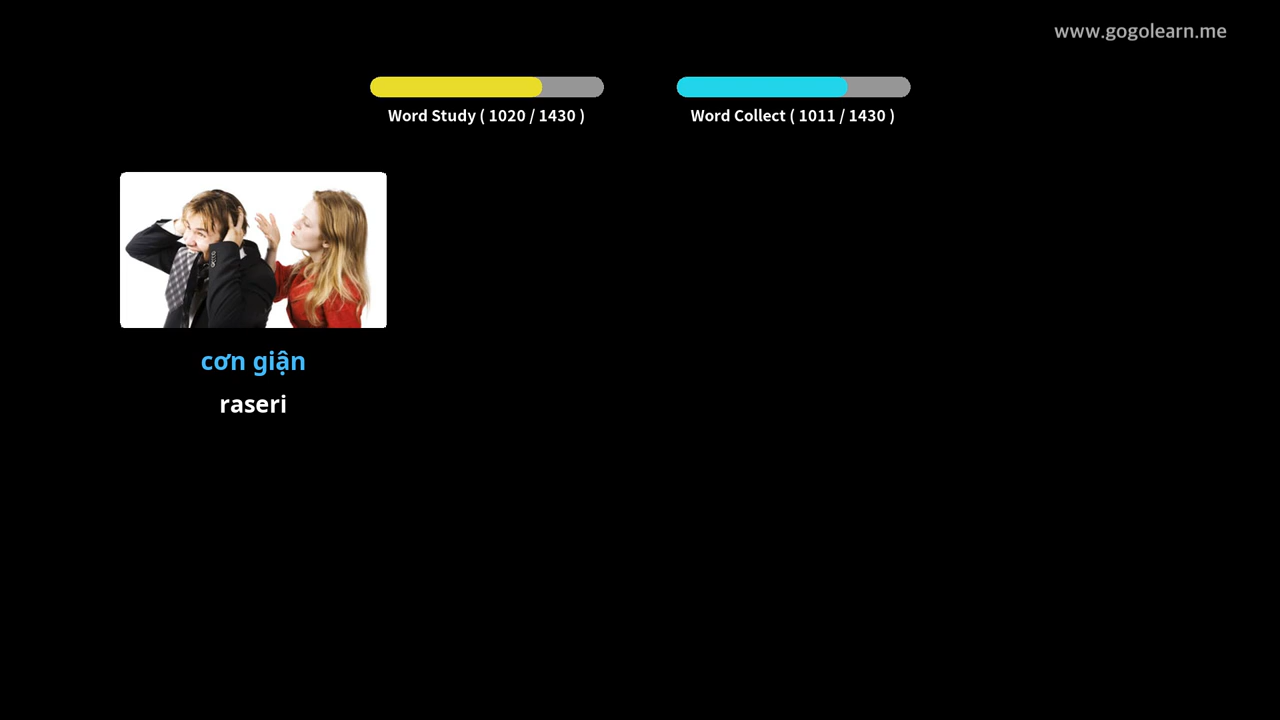 www.gogolearn.me
Word Study ( 1020 / 1430 )
Word Collect ( 1011 / 1430 )
cơn giận
raseri